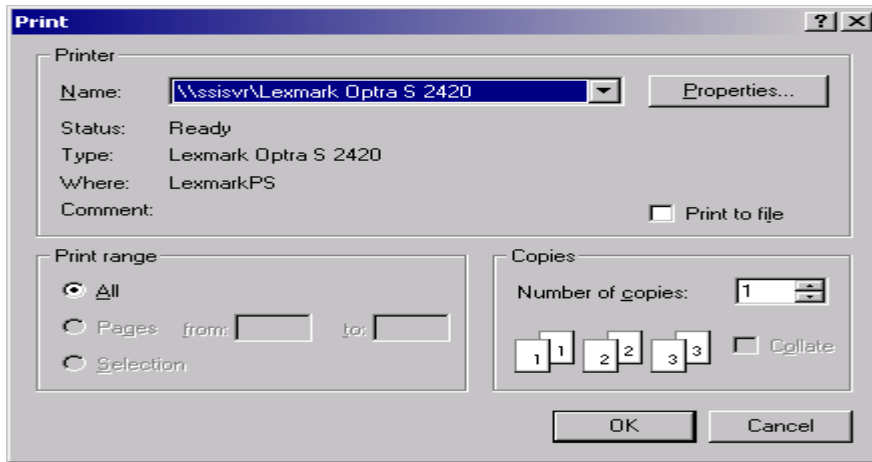 Print
Printer
Name: \\ssisvr\Lexmark Optra S 2420 Properties...
Status: Ready
Type: Lexmark Optra S 2420
Where: LexmarkPS
Comment: Print to file
Print range
All
Pages from: to:
Selection
Copies
Number of copies: 1
1 1 2 2 3 3 Collate
OK Cancel